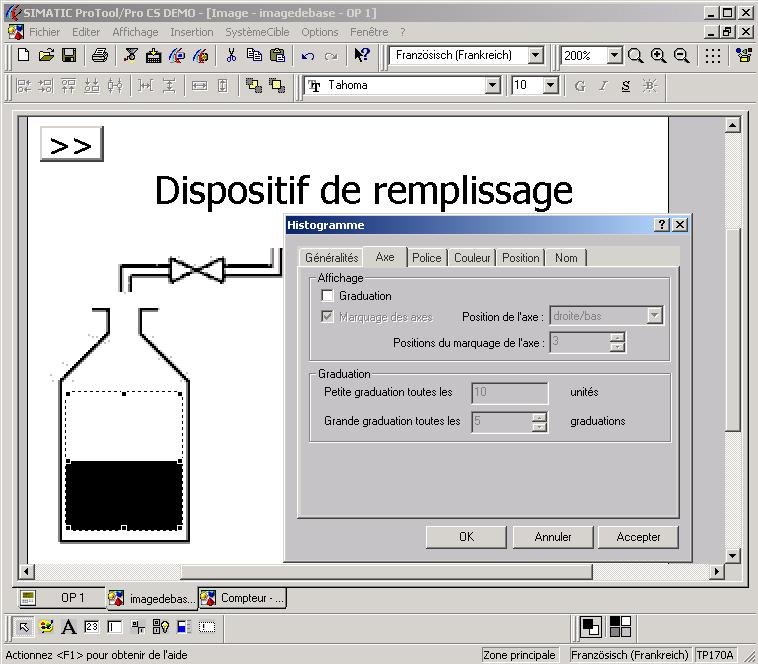 SIMATIC ProTool/Pro CS DEMO - [Image - imagedebase - OP 1]
Fichier Editer Affichage Insertion SystèmeCible Options Fenêtre ?
Französisch (Frankreich) 200%
Tahoma 10 G I S B
>>
Dispositif de remplissage
Histogramme
Généralités Axe Police Couleur Position Nom
Affichage
Graduation
Marquage des axes Position de l'axe : droite/bas
Positions du marquage de l'axe : 3
Graduation
Petite graduation toutes les 10 unités
Grande graduation toutes les 5 graduations
OK Annuler Accepter
OP 1 imagedebas... Compteur - ...
A 23
Actionnez <F1> pour obtenir de l'aide Zone principale Französisch (Frankreich) TP170A